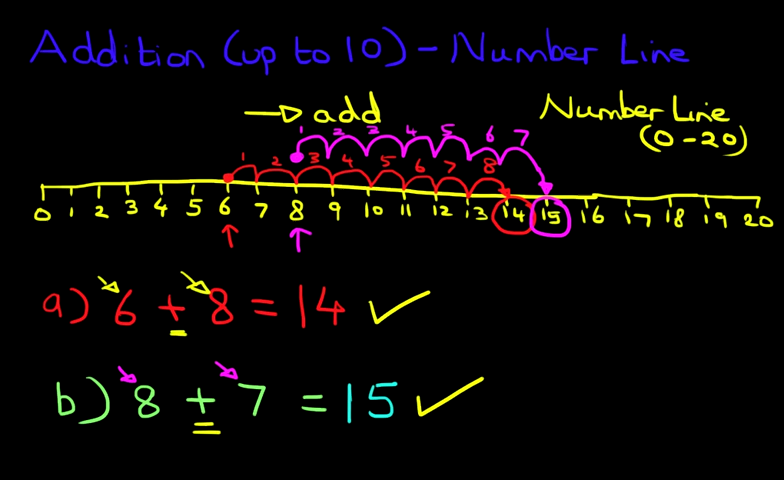 Addition (up to 10) - Number Line
→ add
Number Line
(0-20)
1 2 3 4 5 6 7
1 2 3 4 5 6 7 8
0 1 2 3 4 5 6 7 8 9 10 11 12 13 14 15 16 17 18 19 20
a) 6 + 8 = 14 ✓
b) 8 + 7 = 15 ✓